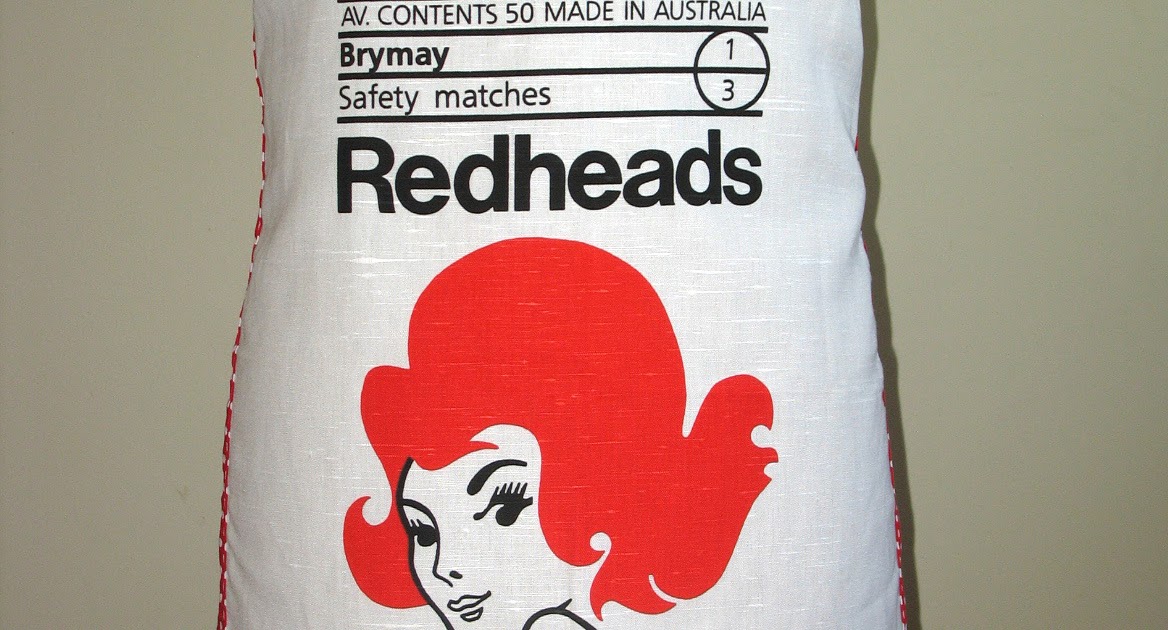 AV. CONTENTS 50 MADE IN AUSTRALIA
Brymay
1
Safety matches
3
Redheads